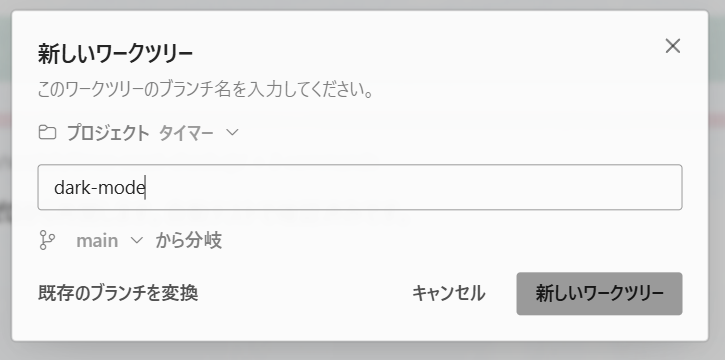 新しいワークツリー
このワークツリーのブランチ名を入力してください。
プロジェクト タイマー
dark-mode
main から分岐
既存のブランチを変換 キャンセル 新しいワークツリー